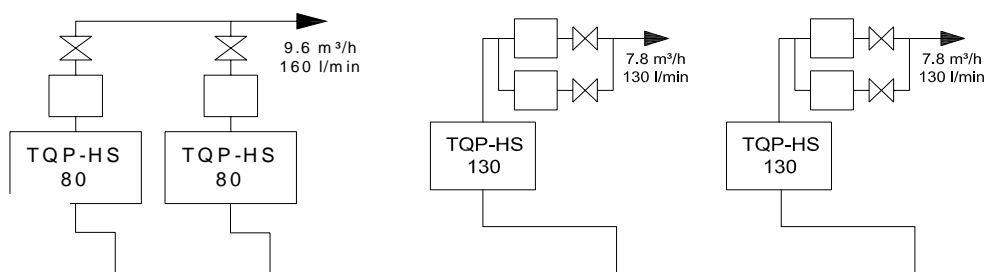 9.6 m³/h
160 l/min
TQP-HS
80
TQP-HS
80
7.8 m³/h
130 l/min
TQP-HS
130
7.8 m³/h
130 l/min
TQP-HS
130